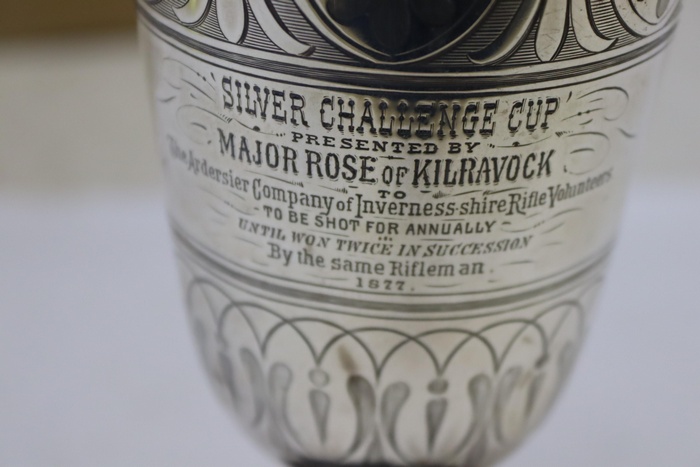 'SILVER CHALLENGE CUP'
PRESENTED BY
MAJOR ROSE OF KILRAVOCK
TO
The Ardersier Company of Inverness-shire Rifle Volunteers
TO BE SHOT FOR ANNUALLY
UNTIL WON TWICE IN SUCCESSION
By the same Rifleman.
1877.